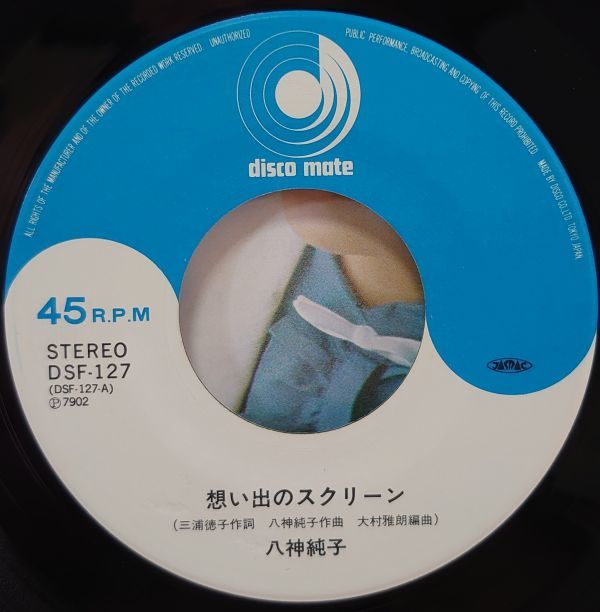 ALL RIGHTS OF THE MANUFACTURER AND OF THE OWNER OF THE RECORDED WORK RESERVED. UNAUTHORIZED PUBLIC PERFORMANCE BROADCASTING AND COPYING OF THIS RECORD PROHIBITED. MADE BY DISCO CO., LTD. TOKYO JAPAN.
disco mate
45 R.P.M
STEREO
DSF-127
(DSF-127-A)
Ⓟ7902
JASRAC
想い出のスクリーン
(三浦徳子作詞 八神純子作曲 大村雅朗編曲)
八神純子